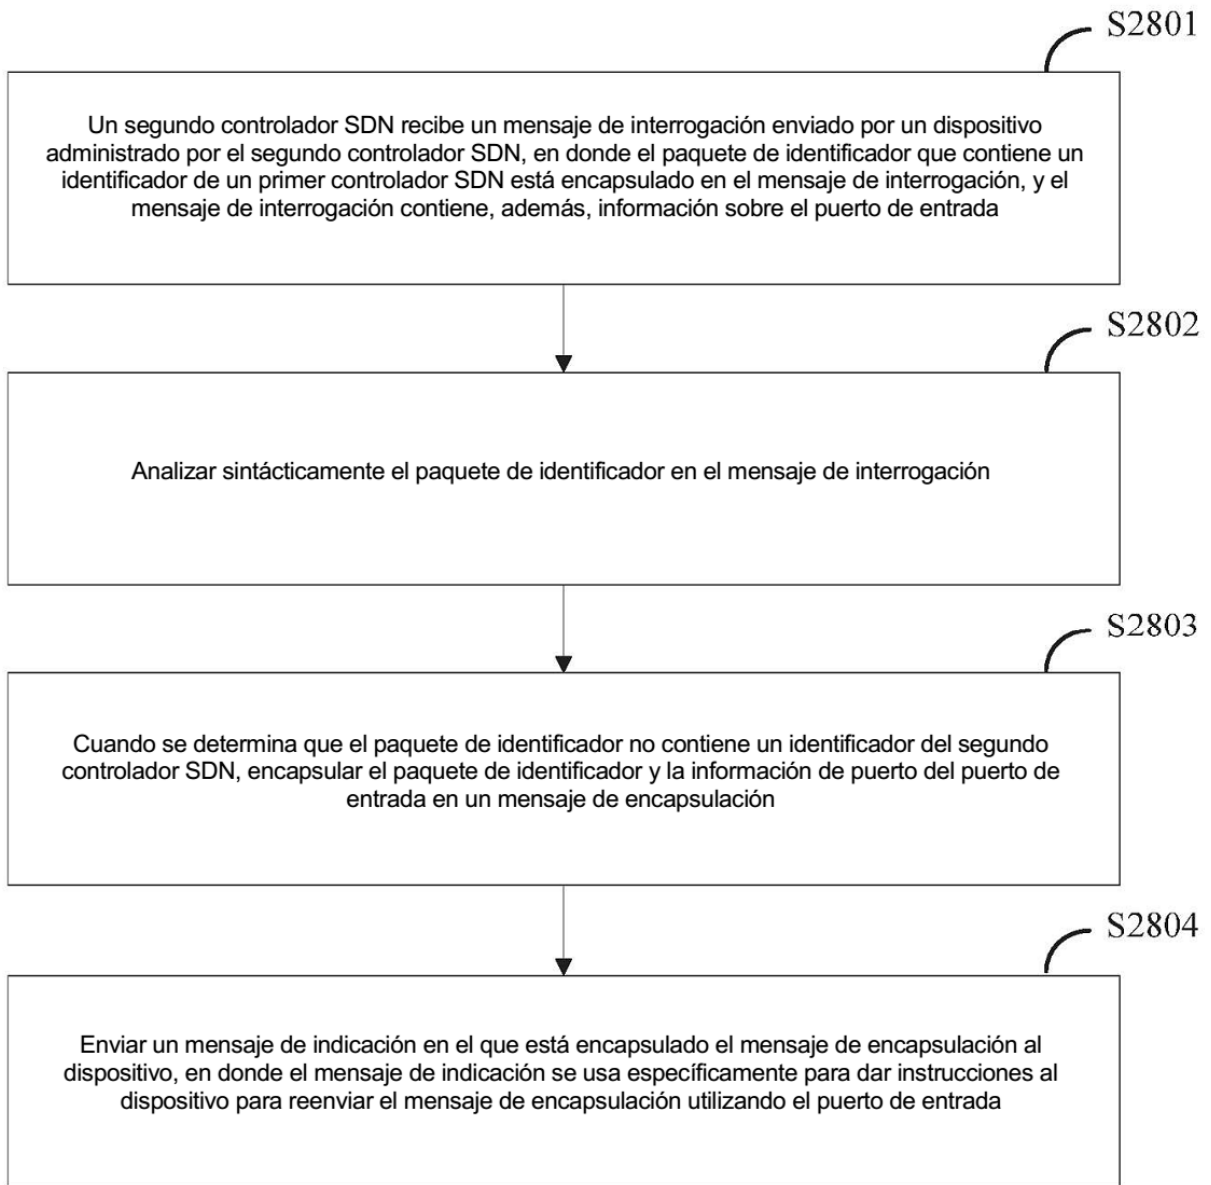 S2801
Un segundo controlador SDN recibe un mensaje de interrogación enviado por un dispositivo
administrado por el segundo controlador SDN, en donde el paquete de identificador que contiene un
identificador de un primer controlador SDN está encapsulado en el mensaje de interrogación, y el
mensaje de interrogación contiene, además, información sobre el puerto de entrada
S2802
Analizar sintácticamente el paquete de identificador en el mensaje de interrogación
S2803
Cuando se determina que el paquete de identificador no contiene un identificador del segundo
controlador SDN, encapsular el paquete de identificador y la información de puerto del puerto de
entrada en un mensaje de encapsulación
S2804
Enviar un mensaje de indicación en el que está encapsulado el mensaje de encapsulación al
dispositivo, en donde el mensaje de indicación se usa específicamente para dar instrucciones al
dispositivo para reenviar el mensaje de encapsulación utilizando el puerto de entrada